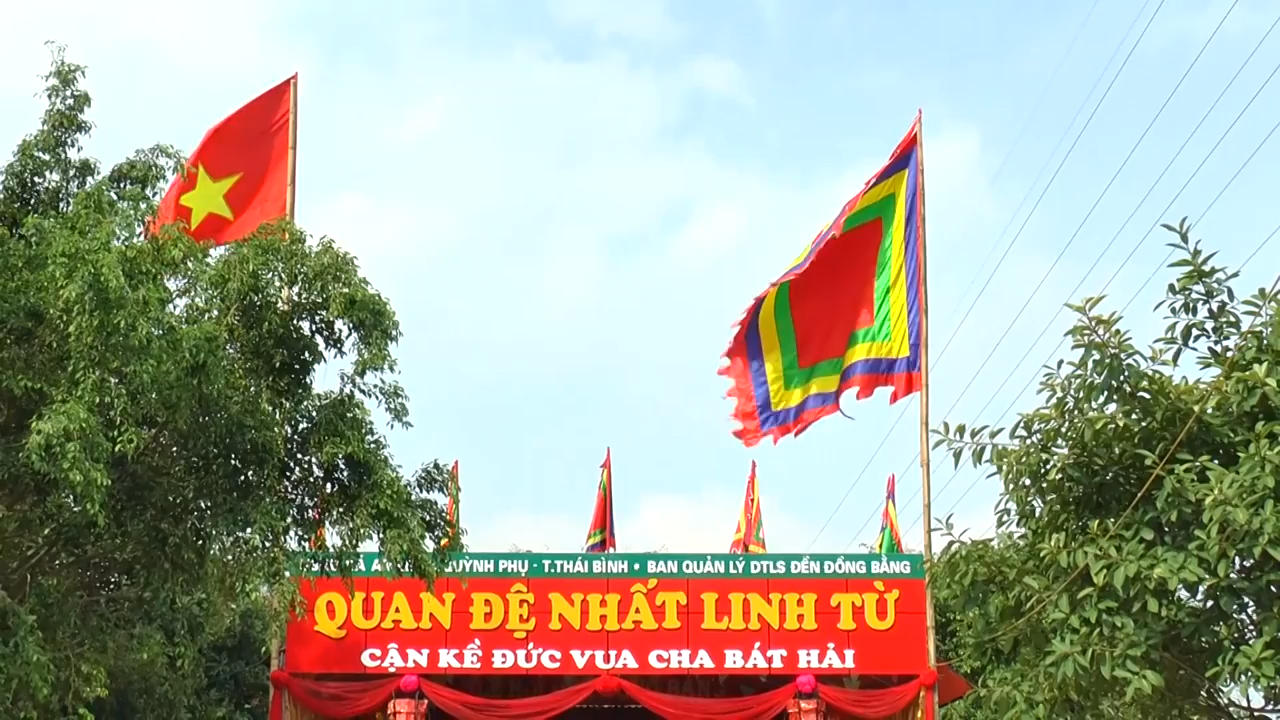 QUỲNH PHỤ - T.THÁI BÌNH • BAN QUẢN LÝ DTLS ĐỀN ĐỒNG BẰNG
QUAN ĐỆ NHẤT LINH TỪ
CẬN KỀ ĐỨC VUA CHA BÁT HẢI